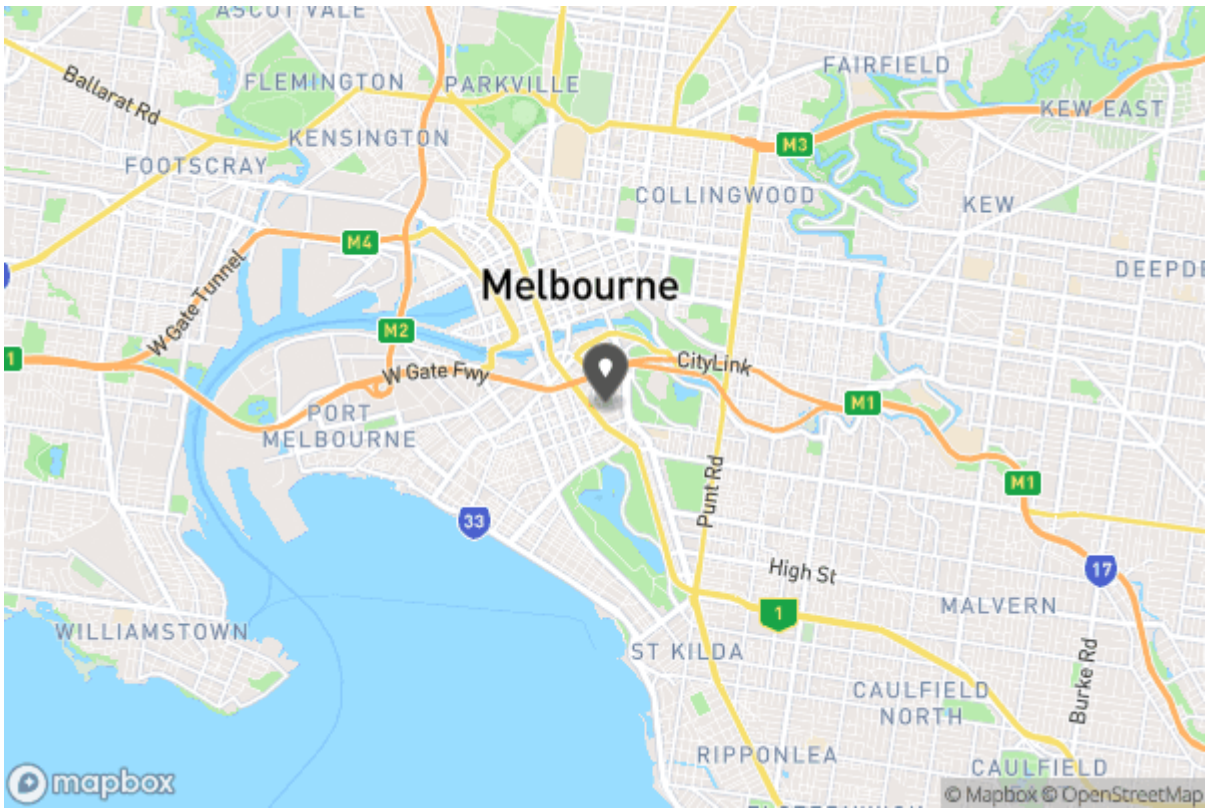 ASCOT VALE
Ballarat Rd
FLEMINGTON
PARKVILLE
FAIRFIELD
KEW EAST
KENSINGTON
FOOTSCRAY
M3
COLLINGWOOD
KEW
M4
W Gate Tunnel
Melbourne
DEEPDE
M2
1
W Gate Fwy
CityLink
M1
PORT
MELBOURNE
Punt Rd
M1
33
High St
17
MALVERN
1
WILLIAMSTOWN
ST KILDA
Burke Rd
CAULFIELD
NORTH
RIPPONLEA
CAULFIELD
mapbox
© Mapbox © OpenStreetMap